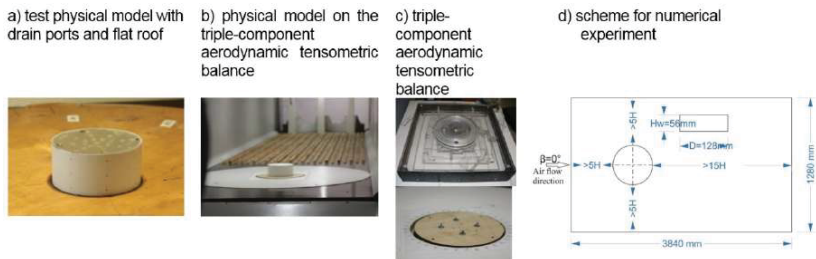 a) test physical model with
drain ports and flat roof
b) physical model on the
triple-component
aerodynamic tensometric
balance
c) triple-
component
aerodynamic
tensometric
balance
d) scheme for numerical
experiment
>5H
Hw=56mm
D=128mm
β=0°
Air flow
direction
>5H
>15H
>5H
1280 mm
3840 mm